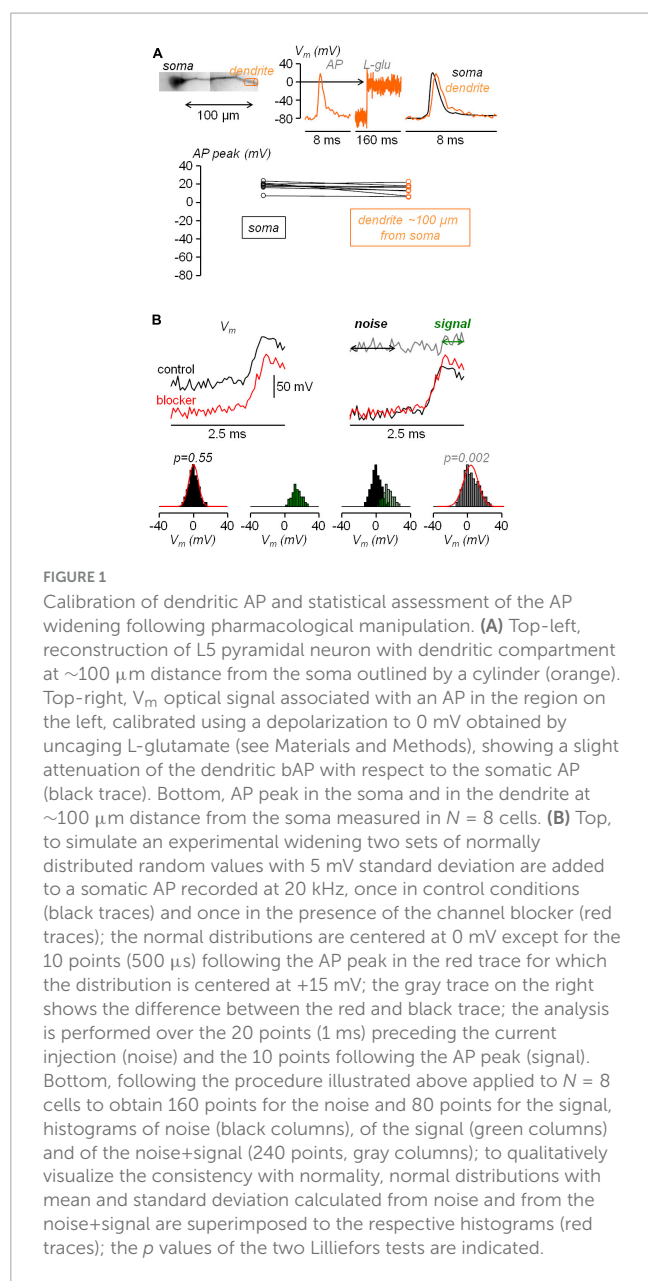 A
V_m (mV)
soma
dendrite
100 μm
40
0
-40
-80
AP
L-glu
soma
dendrite
8 ms
160 ms
8 ms
AP peak (mV)
40
20
0
-20
-40
-60
-80
soma
dendrite ~100 μm
from soma
B
V_m
control
blocker
50 mV
2.5 ms
noise
signal
2.5 ms
p=0.55
p=0.002
-40 0 40
-40 0 40
-40 0 40
-40 0 40
V_m (mV)
V_m (mV)
V_m (mV)
V_m (mV)
FIGURE 1
Calibration of dendritic AP and statistical assessment of the AP
widening following pharmacological manipulation. (A) Top-left,
reconstruction of L5 pyramidal neuron with dendritic compartment
at ∼100 μm distance from the soma outlined by a cylinder (orange).
Top-right, V_m optical signal associated with an AP in the region on
the left, calibrated using a depolarization to 0 mV obtained by
uncaging L-glutamate (see Materials and Methods), showing a slight
attenuation of the dendritic bAP with respect to the somatic AP
(black trace). Bottom, AP peak in the soma and in the dendrite at
∼100 μm distance from the soma measured in N = 8 cells. (B) Top,
to simulate an experimental widening two sets of normally
distributed random values with 5 mV standard deviation are added
to a somatic AP recorded at 20 kHz, once in control conditions
(black traces) and once in the presence of the channel blocker (red
traces); the normal distributions are centered at 0 mV except for the
10 points (500 μs) following the AP peak in the red trace for which
the distribution is centered at +15 mV; the gray trace on the right
shows the difference between the red and black trace; the analysis
is performed over the 20 points (1 ms) preceding the current
injection (noise) and the 10 points following the AP peak (signal).
Bottom, following the procedure illustrated above applied to N = 8
cells to obtain 160 points for the noise and 80 points for the signal,
histograms of noise (black columns), of the signal (green columns)
and of the noise+signal (240 points, gray columns); to qualitatively
visualize the consistency with normality, normal distributions with
mean and standard deviation calculated from noise and from the
noise+signal are superimposed to the respective histograms (red
traces); the p values of the two Lilliefors tests are indicated.